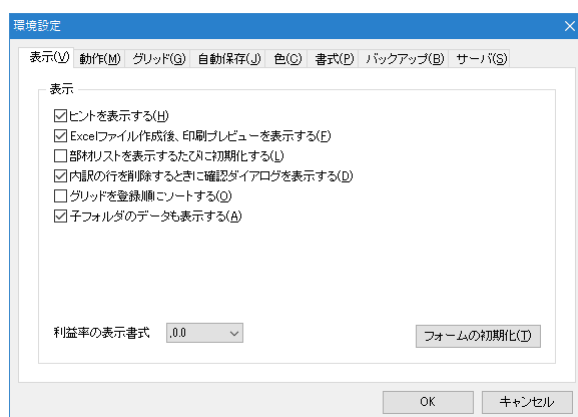 環境設定
表示(V) 動作(M) グリッド(G) 自動保存(J) 色(C) 書式(P) バックアップ(B) サーバ(S)
表示
ヒントを表示する(H)
Excelファイル作成後、印刷プレビューを表示する(F)
部材リストを表示するたびに初期化する(L)
内訳の行を削除するときに確認ダイアログを表示する(D)
グリッドを登録順にソートする(O)
子フォルダのデータも表示する(A)
利益率の表示書式 ,0.0 フォームの初期化(T)
OK キャンセル